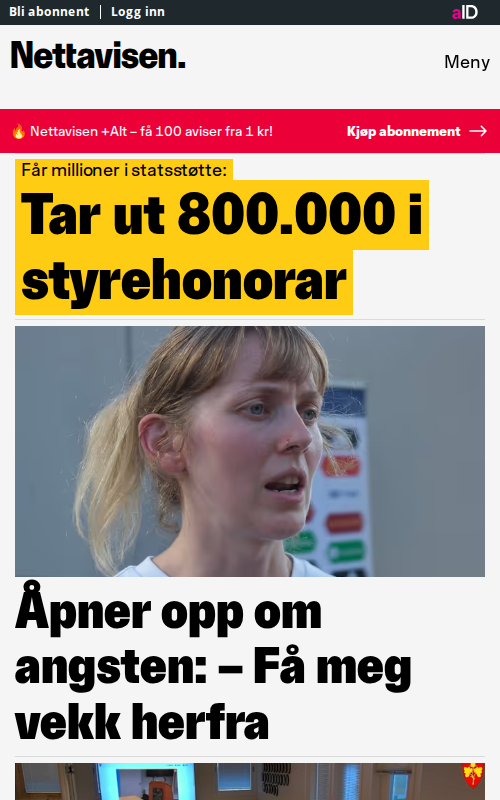 Bli abonnent | Logg inn
aID
Nettavisen.
Meny
🔥 Nettavisen +Alt – få 100 aviser fra 1 kr!
Kjøp abonnement →
Får millioner i statsstøtte:
Tar ut 800.000 i
styrehonorar
Åpner opp om
angsten: – Få meg
vekk herfra